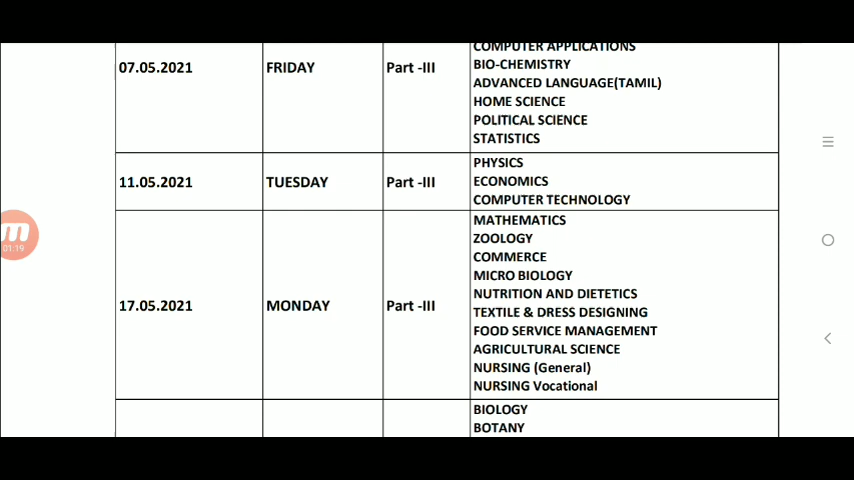 COMPUTER APPLICATIONS
07.05.2021 FRIDAY Part -III BIO-CHEMISTRY
ADVANCED LANGUAGE(TAMIL)
HOME SCIENCE
POLITICAL SCIENCE
STATISTICS
PHYSICS
11.05.2021 TUESDAY Part -III ECONOMICS
COMPUTER TECHNOLOGY
MATHEMATICS
ZOOLOGY
COMMERCE
MICRO BIOLOGY
NUTRITION AND DIETETICS
17.05.2021 MONDAY Part -III TEXTILE & DRESS DESIGNING
FOOD SERVICE MANAGEMENT
AGRICULTURAL SCIENCE
NURSING (General)
NURSING Vocational
BIOLOGY
BOTANY
01:19